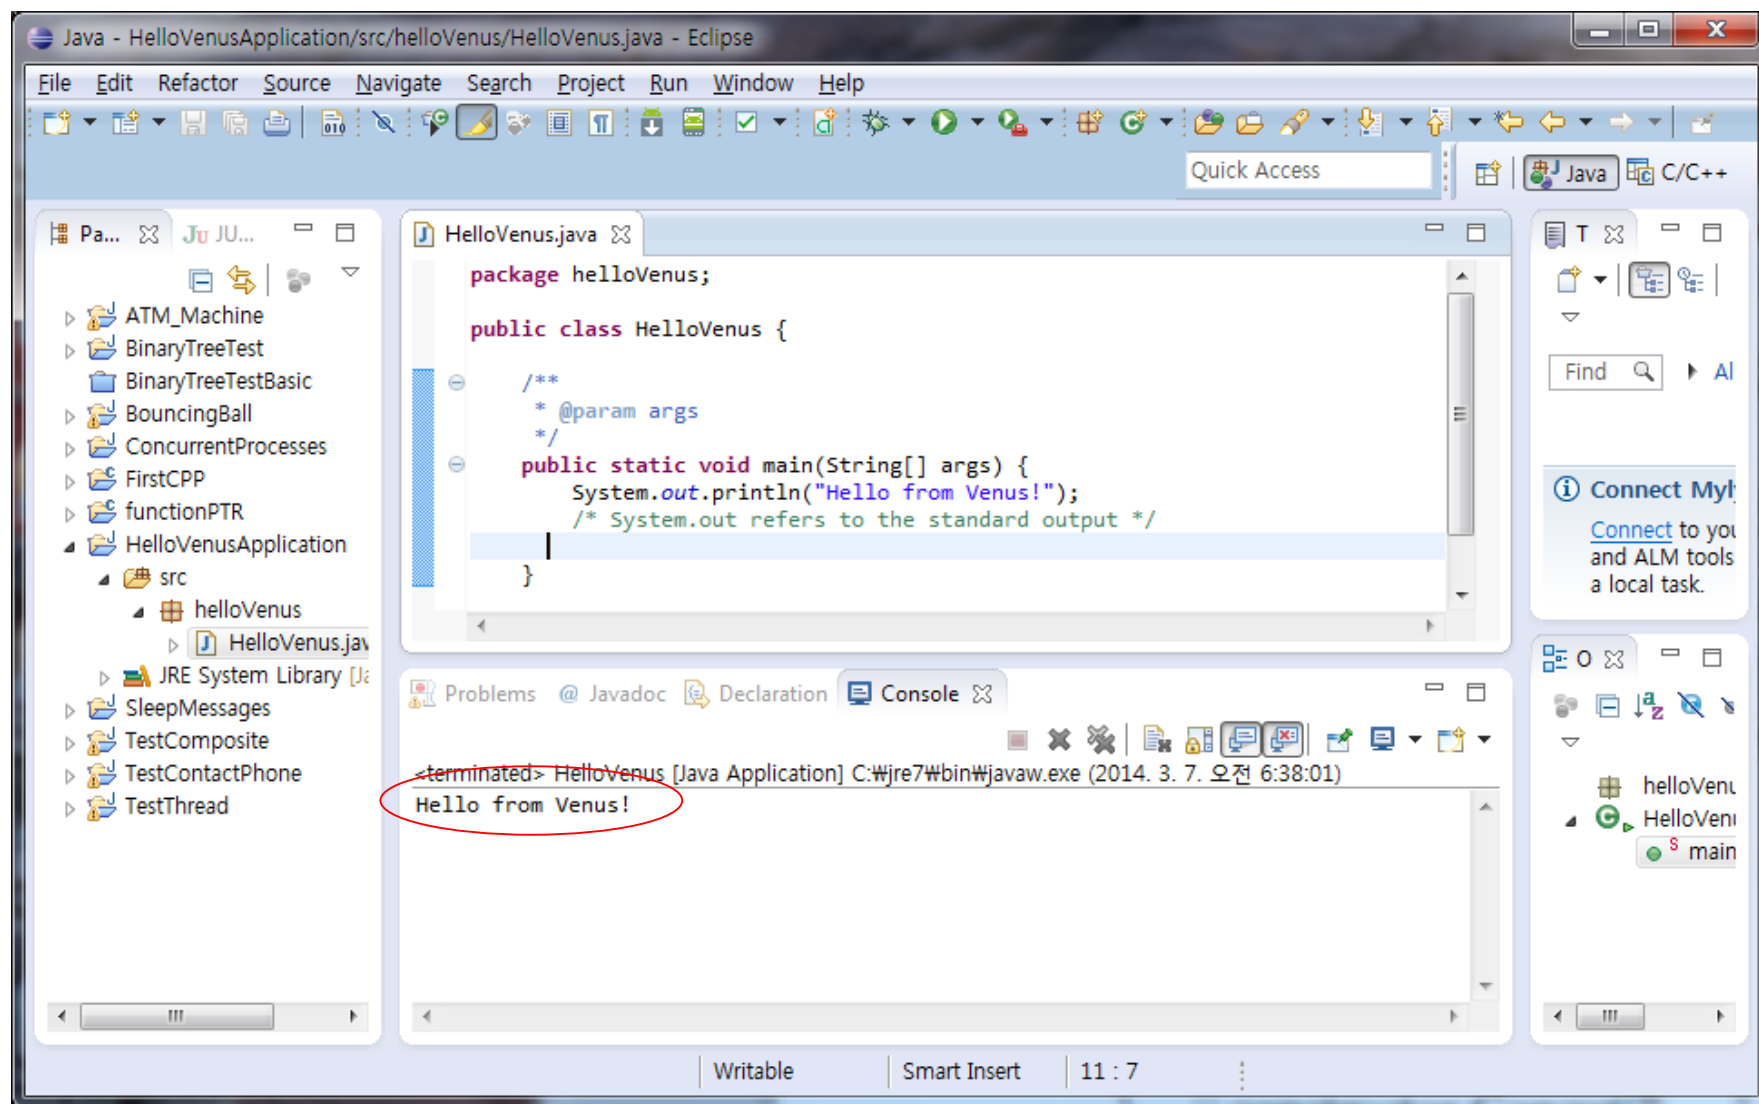 Java - HelloVenusApplication/src/helloVenus/HelloVenus.java - Eclipse
File Edit Refactor Source Navigate Search Project Run Window Help
Quick Access
Java C/C++
Pa... JU...
ATM_Machine
BinaryTreeTest
BinaryTreeTestBasic
BouncingBall
ConcurrentProcesses
FirstCPP
functionPTR
HelloVenusApplication
src
helloVenus
HelloVenus.jav
JRE System Library [Ja
SleepMessages
TestComposite
TestContactPhone
TestThread
HelloVenus.java
package helloVenus;
public class HelloVenus {
/**
* @param args
*/
public static void main(String[] args) {
System.out.println("Hello from Venus!");
/* System.out refers to the standard output */
}
Problems @ Javadoc Declaration Console
<terminated> HelloVenus [Java Application] C:₩jre7₩bin₩javaw.exe (2014. 3. 7. 오전 6:38:01)
Hello from Venus!
T
Find Al
Connect Myl
Connect to you
and ALM tools
a local task.
O
helloVenu
HelloVenu
main
Writable Smart Insert 11 : 7